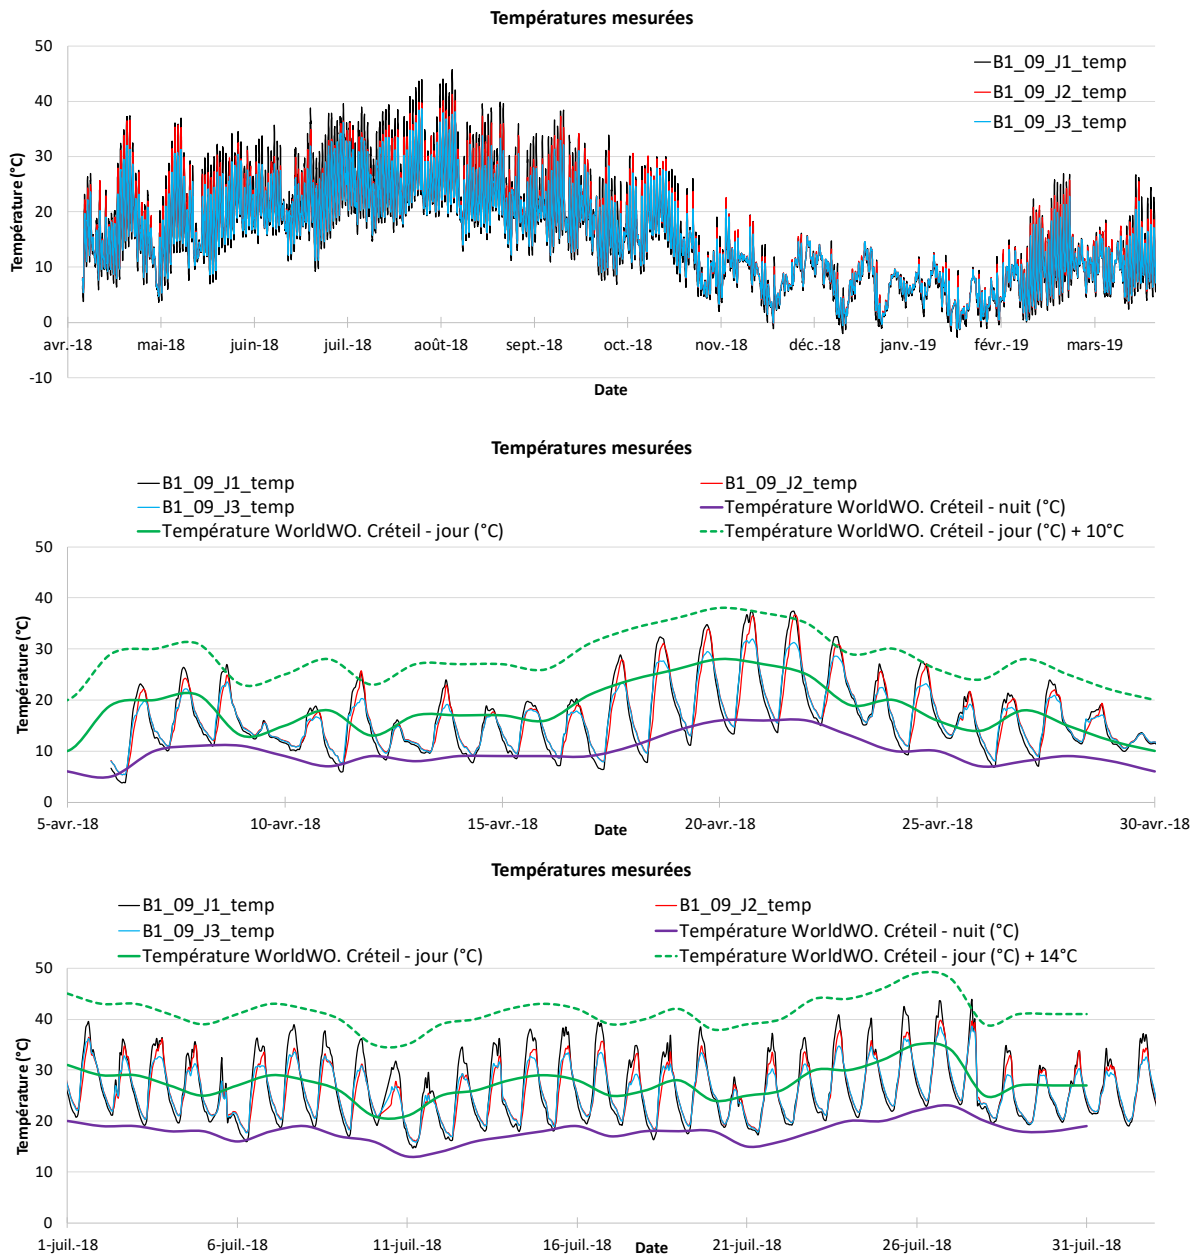 Températures mesurées
B1_09_J1_temp
B1_09_J2_temp
B1_09_J3_temp
Température (°C)
50
40
30
20
10
0
-10
avr.-18 mai-18 juin-18 juil.-18 août-18 sept.-18 oct.-18 nov.-18 déc.-18 janv.-19 févr.-19 mars-19
Date
Températures mesurées
B1_09_J1_temp B1_09_J2_temp
B1_09_J3_temp Température WorldWO. Créteil - nuit (°C)
Température WorldWO. Créteil - jour (°C) Température WorldWO. Créteil - jour (°C) + 10°C
Température (°C)
50
40
30
20
10
0
5-avr.-18 10-avr.-18 15-avr.-18 20-avr.-18 25-avr.-18 30-avr.-18
Date
Températures mesurées
B1_09_J1_temp B1_09_J2_temp
B1_09_J3_temp Température WorldWO. Créteil - nuit (°C)
Température WorldWO. Créteil - jour (°C) Température WorldWO. Créteil - jour (°C) + 14°C
Température (°C)
50
40
30
20
10
0
1-juil.-18 6-juil.-18 11-juil.-18 16-juil.-18 21-juil.-18 26-juil.-18 31-juil.-18
Date